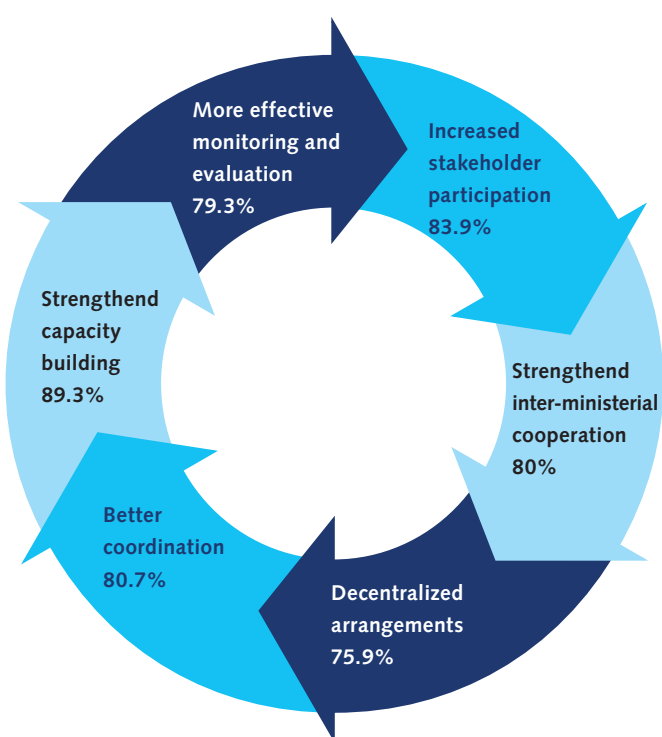 More effective
monitoring and
evaluation
79.3%
Increased
stakeholder
participation
83.9%
Strengthend
inter-ministerial
cooperation
80%
Decentralized
arrangements
75.9%
Better
coordination
80.7%
Strengthend
capacity
building
89.3%